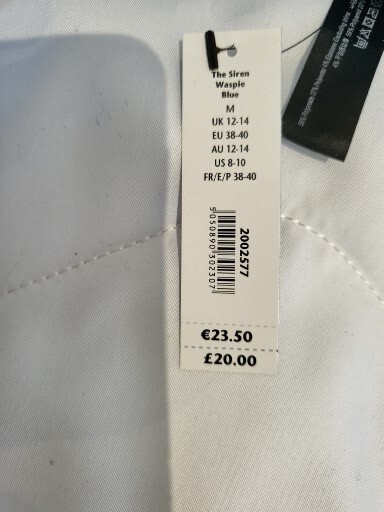 The Siren
Waspie
Blue
M
UK 12-14
EU 38-40
AU 12-14
US 8-10
FR/E/P 38-40
5050890302307
2002577
€23.50
£20.00